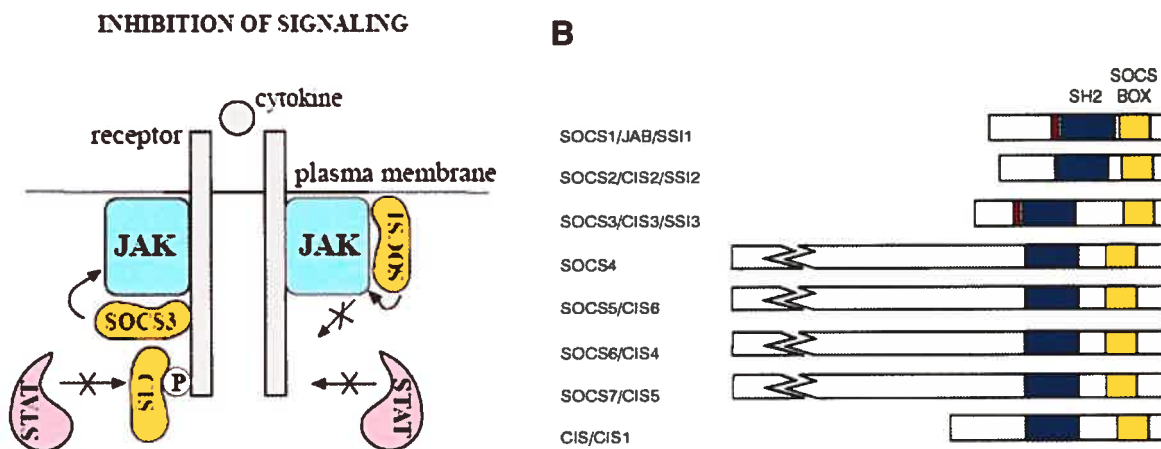 INHIBITION OF SIGNALING
cytokine
receptor
plasma membrane
JAK
JAK
SOCS1
SOCS3
CIS
P
STAT
STAT
B
SOCS
SH2 BOX
SOCS1/JAB/SSI1
SOCS2/CIS2/SSI2
SOCS3/CIS3/SSI3
SOCS4
SOCS5/CIS6
SOCS6/CIS4
SOCS7/CIS5
CIS/CIS1